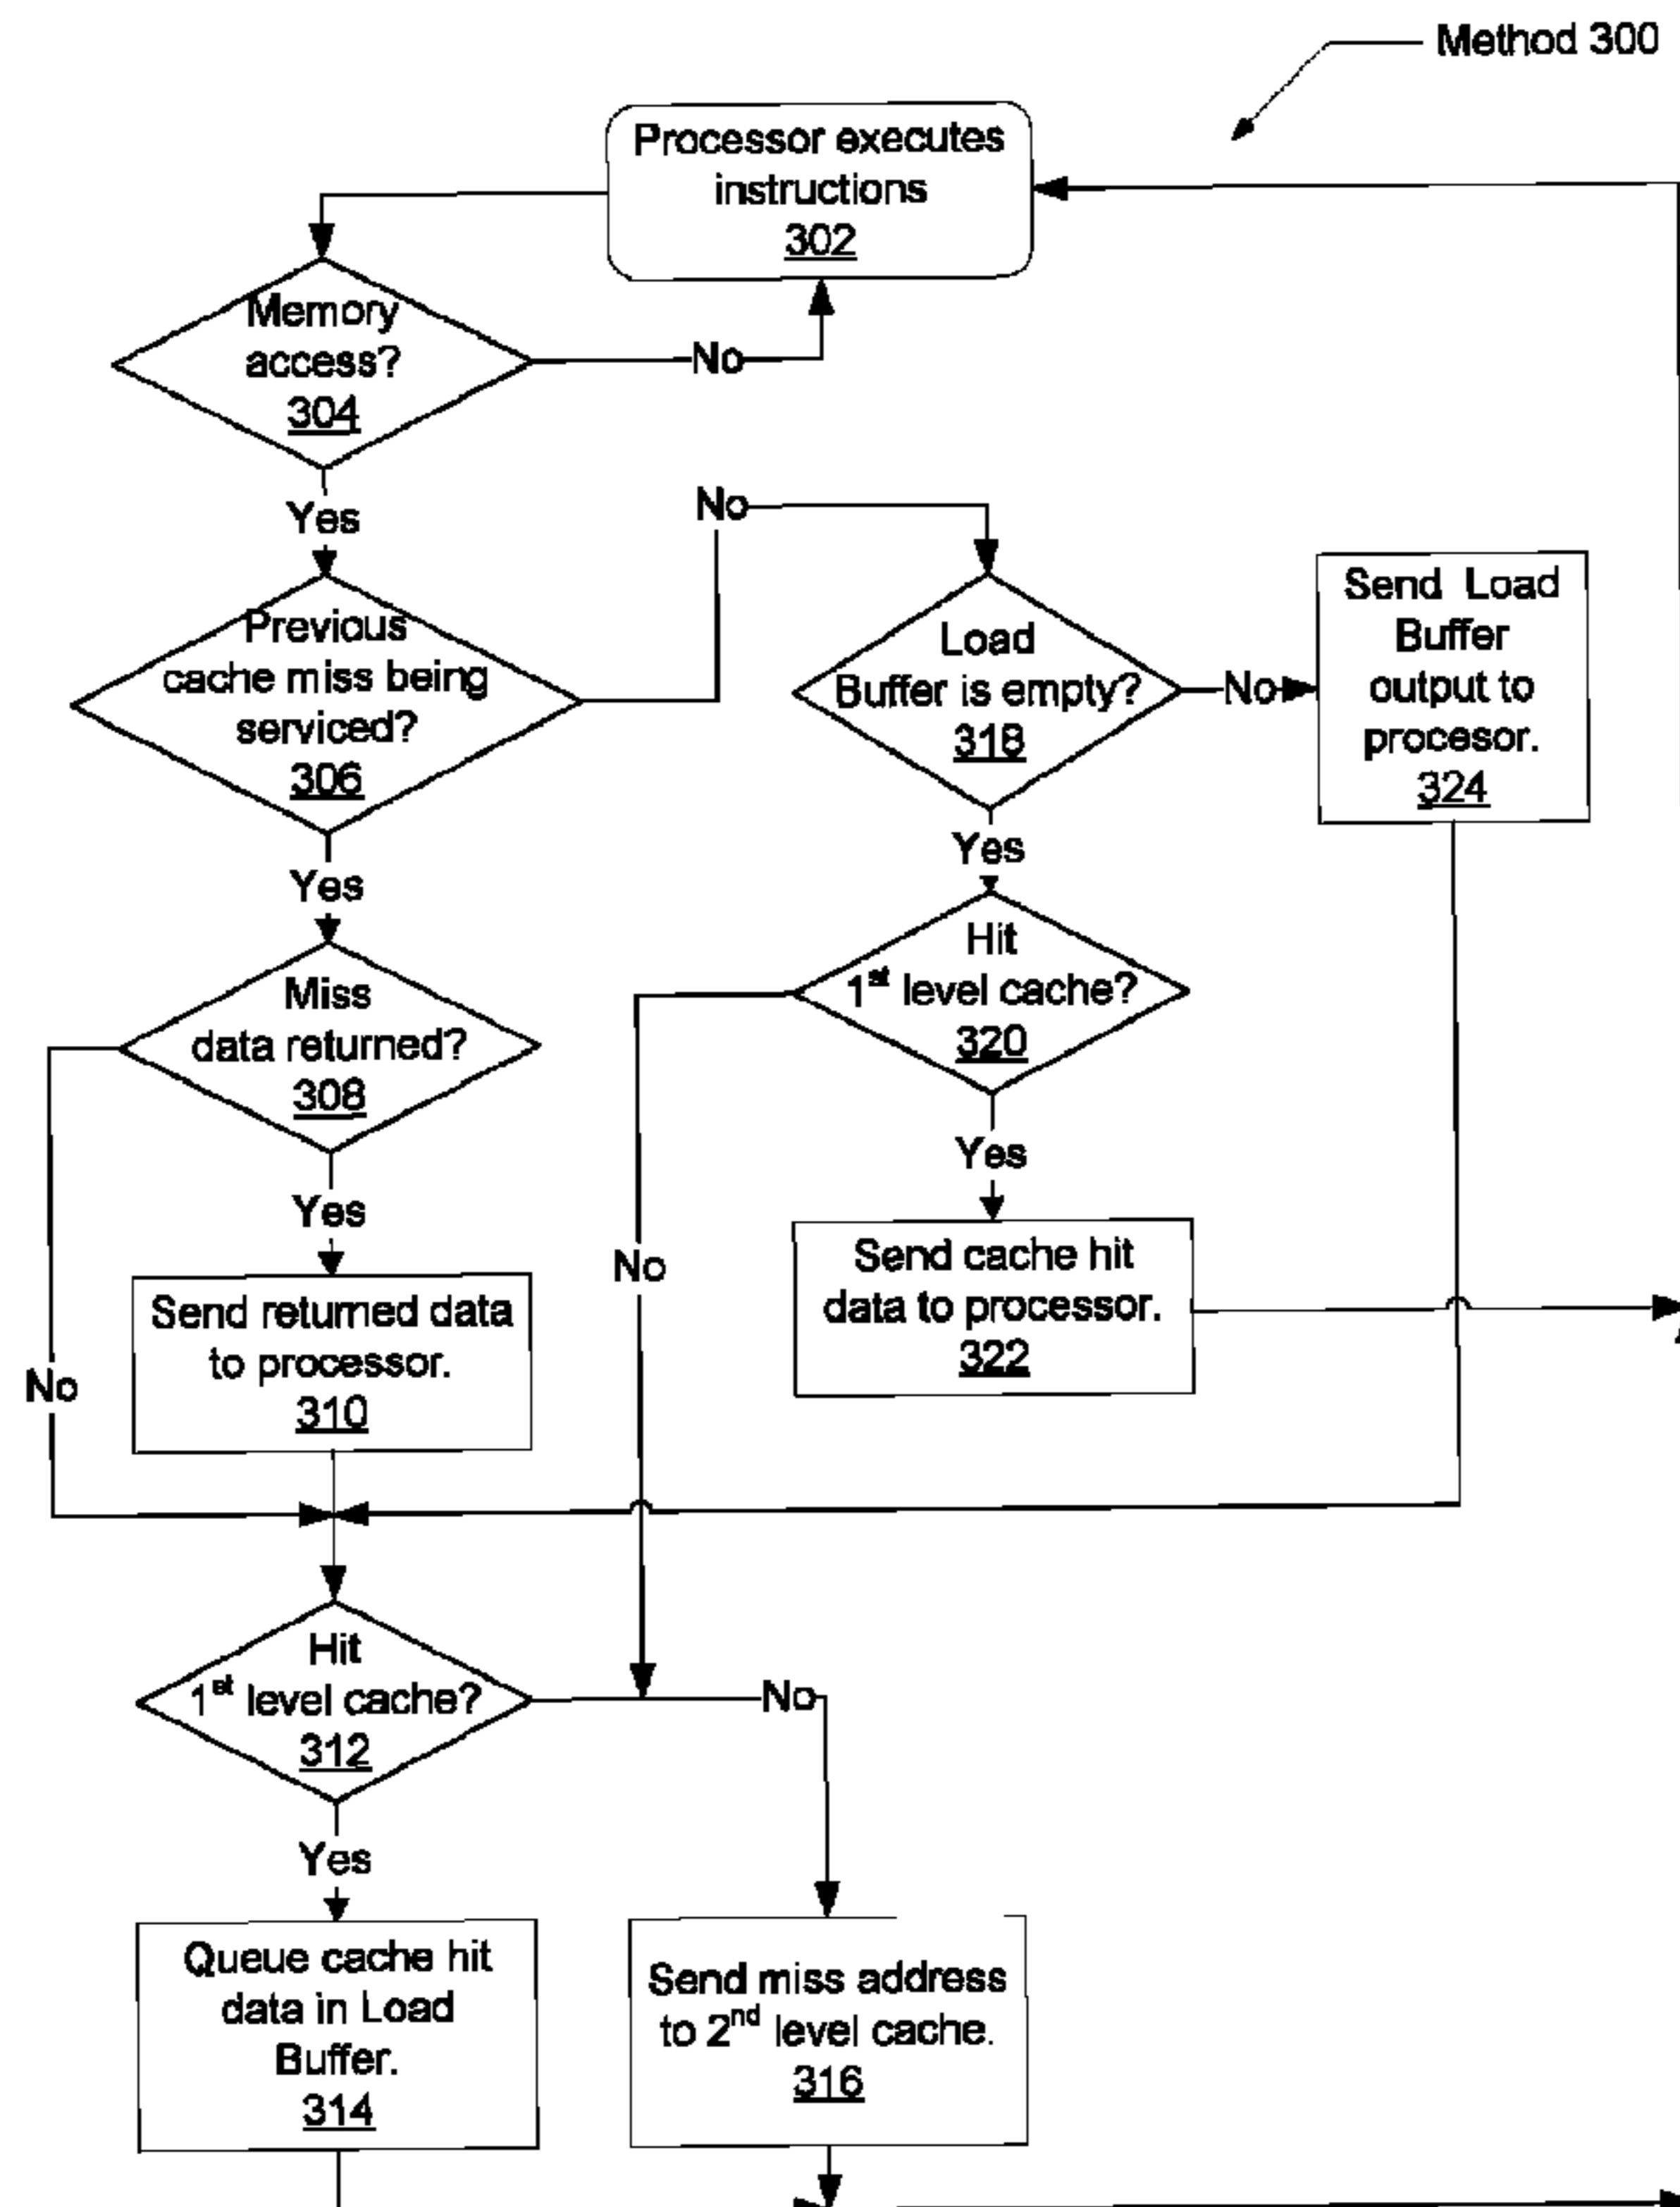 Method 300
Processor executes
instructions
302
Memory
access?
304
No
Yes
No
Previous
cache miss being
serviced?
306
Load
Buffer is empty?
318
No
Send Load
Buffer
output to
procesor.
324
Yes
Yes
Miss
data returned?
308
Hit
1st level cache?
320
Yes
Yes
No
No
Send returned data
to processor.
310
Send cache hit
data to processor.
322
Hit
1st level cache?
312
No
Yes
Queue cache hit
data in Load
Buffer.
314
Send miss address
to 2nd level cache.
316